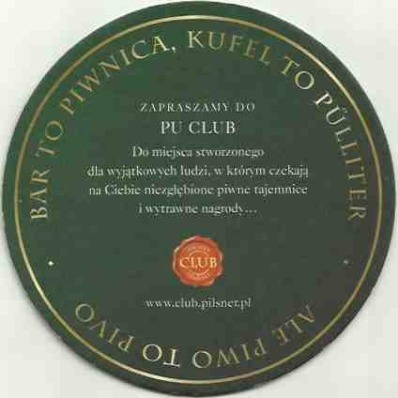 BAR TO PIWNICA, KUFEL TO PÜLLITER
ZAPRASZAMY DO
PU CLUB
Do miejsca stworzonego
dla wyjątkowych ludzi, w którym czekają
na Ciebie niezgłębione piwne tajemnice
i wytrawne nagrody...
CLUB
www.club.pilsner.pl
ALE PIWO TO PIVO